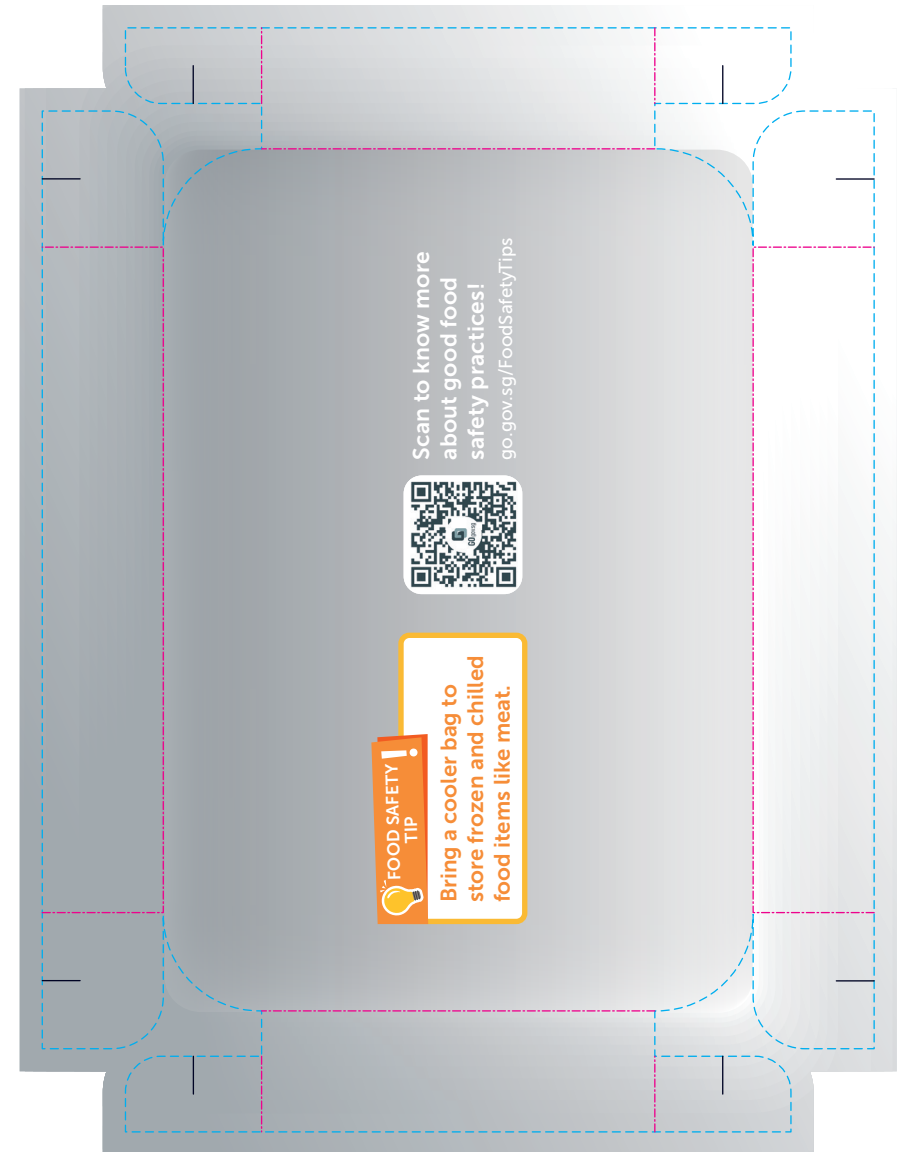 Scan to know more
about good food
safety practices!
go.gov.sg/FoodSafetyTips
GOgovsg
FOOD SAFETY
TIP
Bring a cooler bag to
store frozen and chilled
food items like meat.